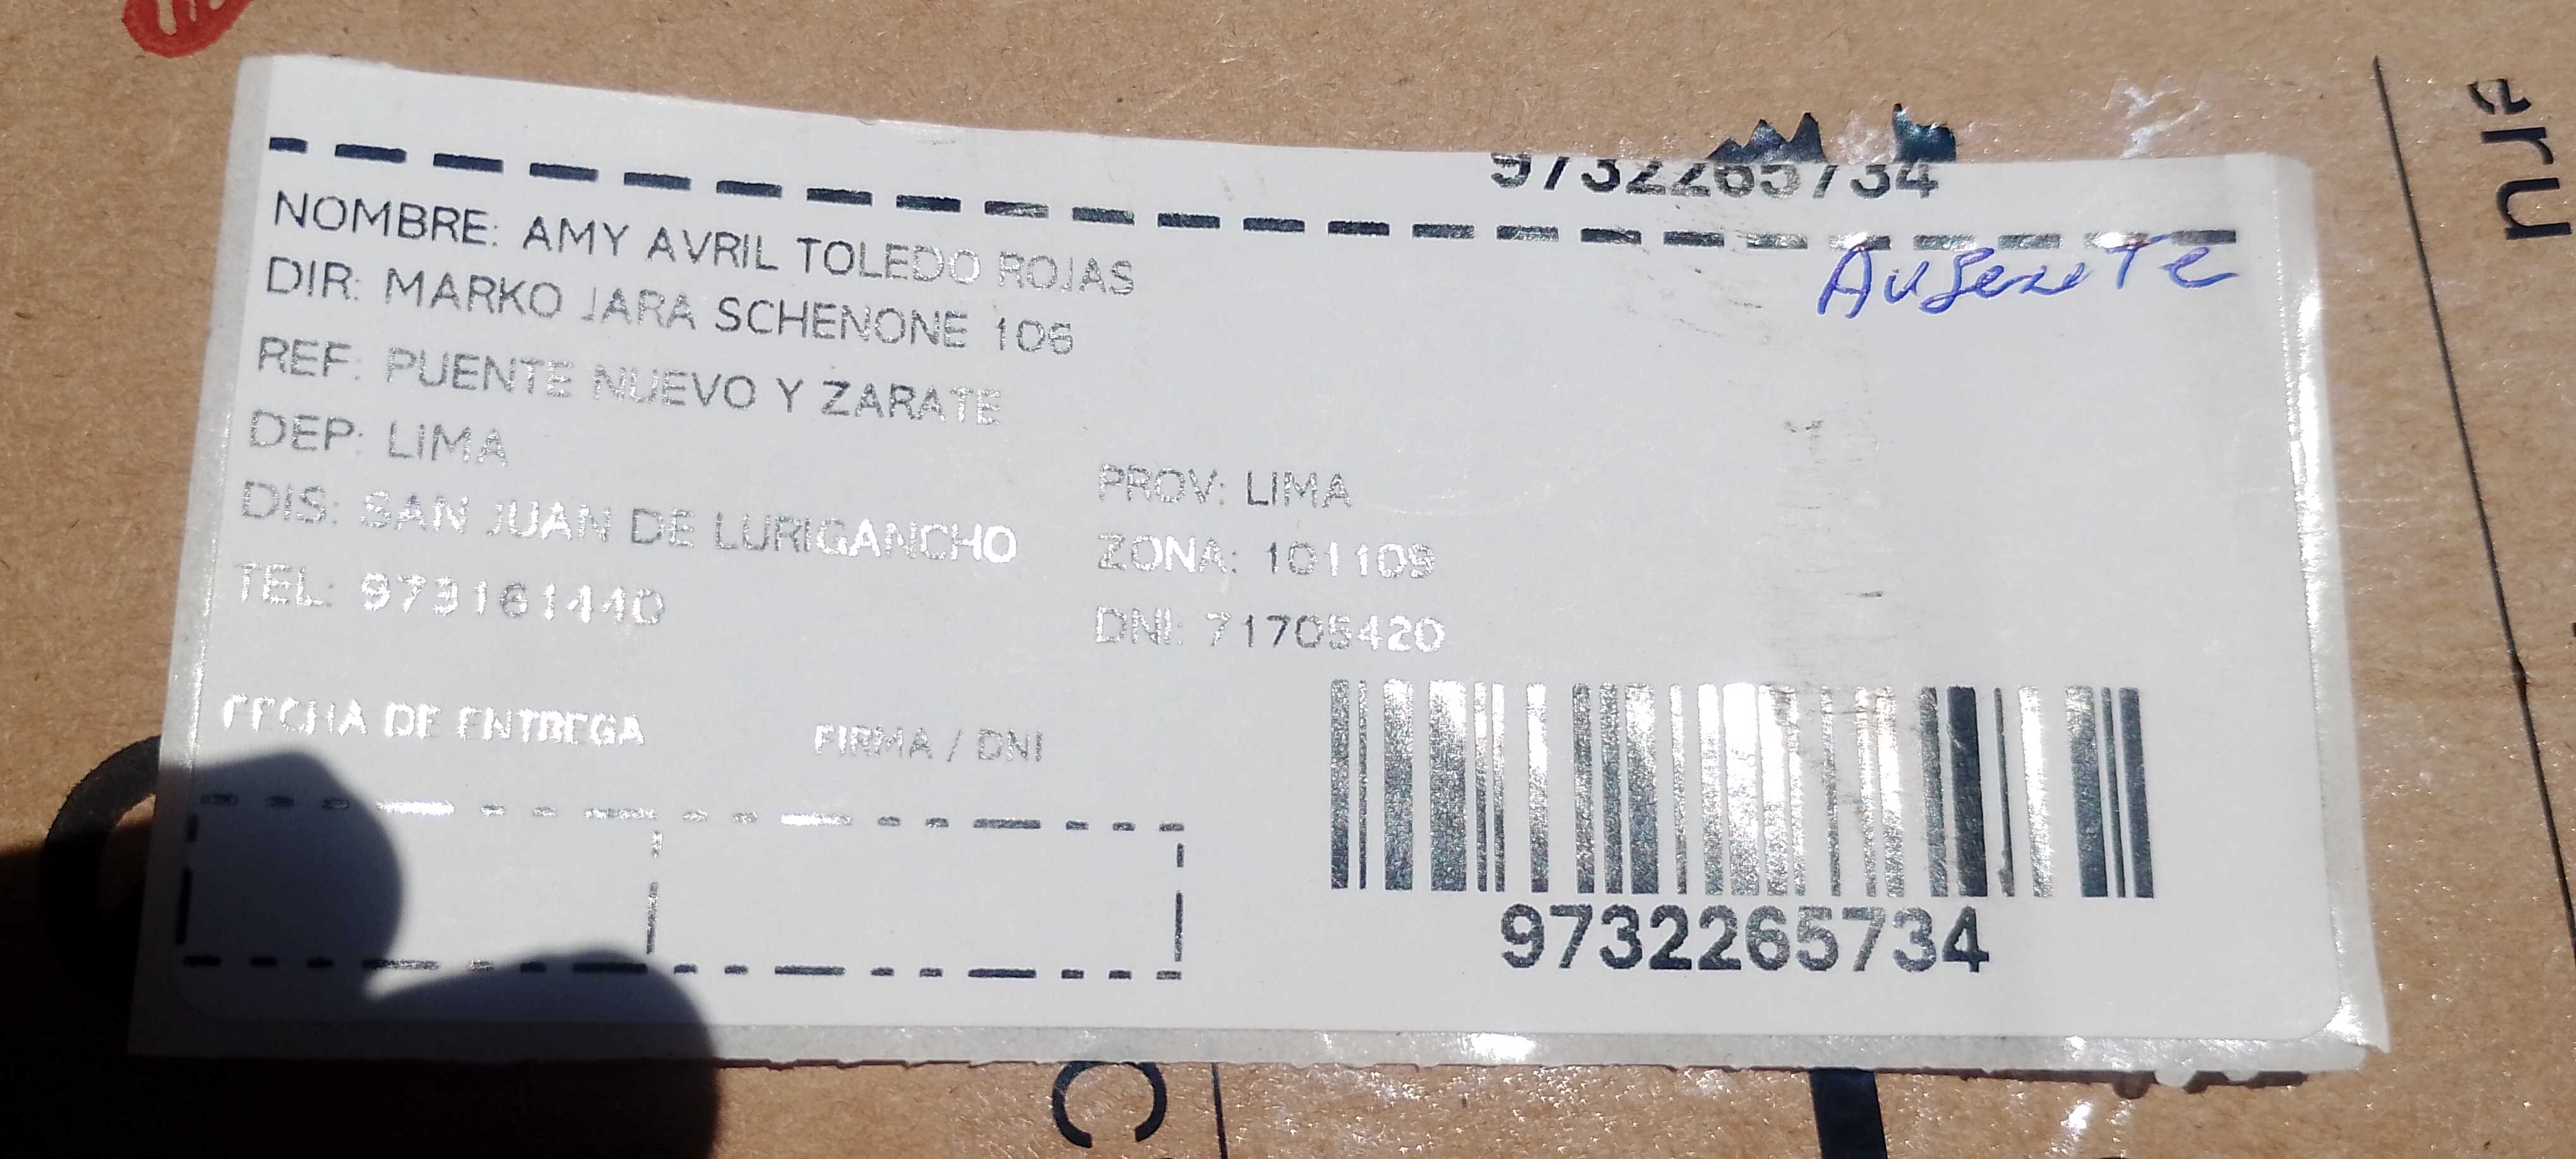 9732265734
Ausente
NOMBRE: AMY AVRIL TOLEDO ROJAS
DIR: MARKO JARA SCHENONE 106
REF: PUENTE NUEVO Y ZARATE
DEP: LIMA
PROV: LIMA
DIS: SAN JUAN DE LURIGANCHO
ZONA: 101109
TEL: 973161440
DNI: 71705420
FECHA DE ENTREGA
FIRMA / DNI
9732265734
eru
C